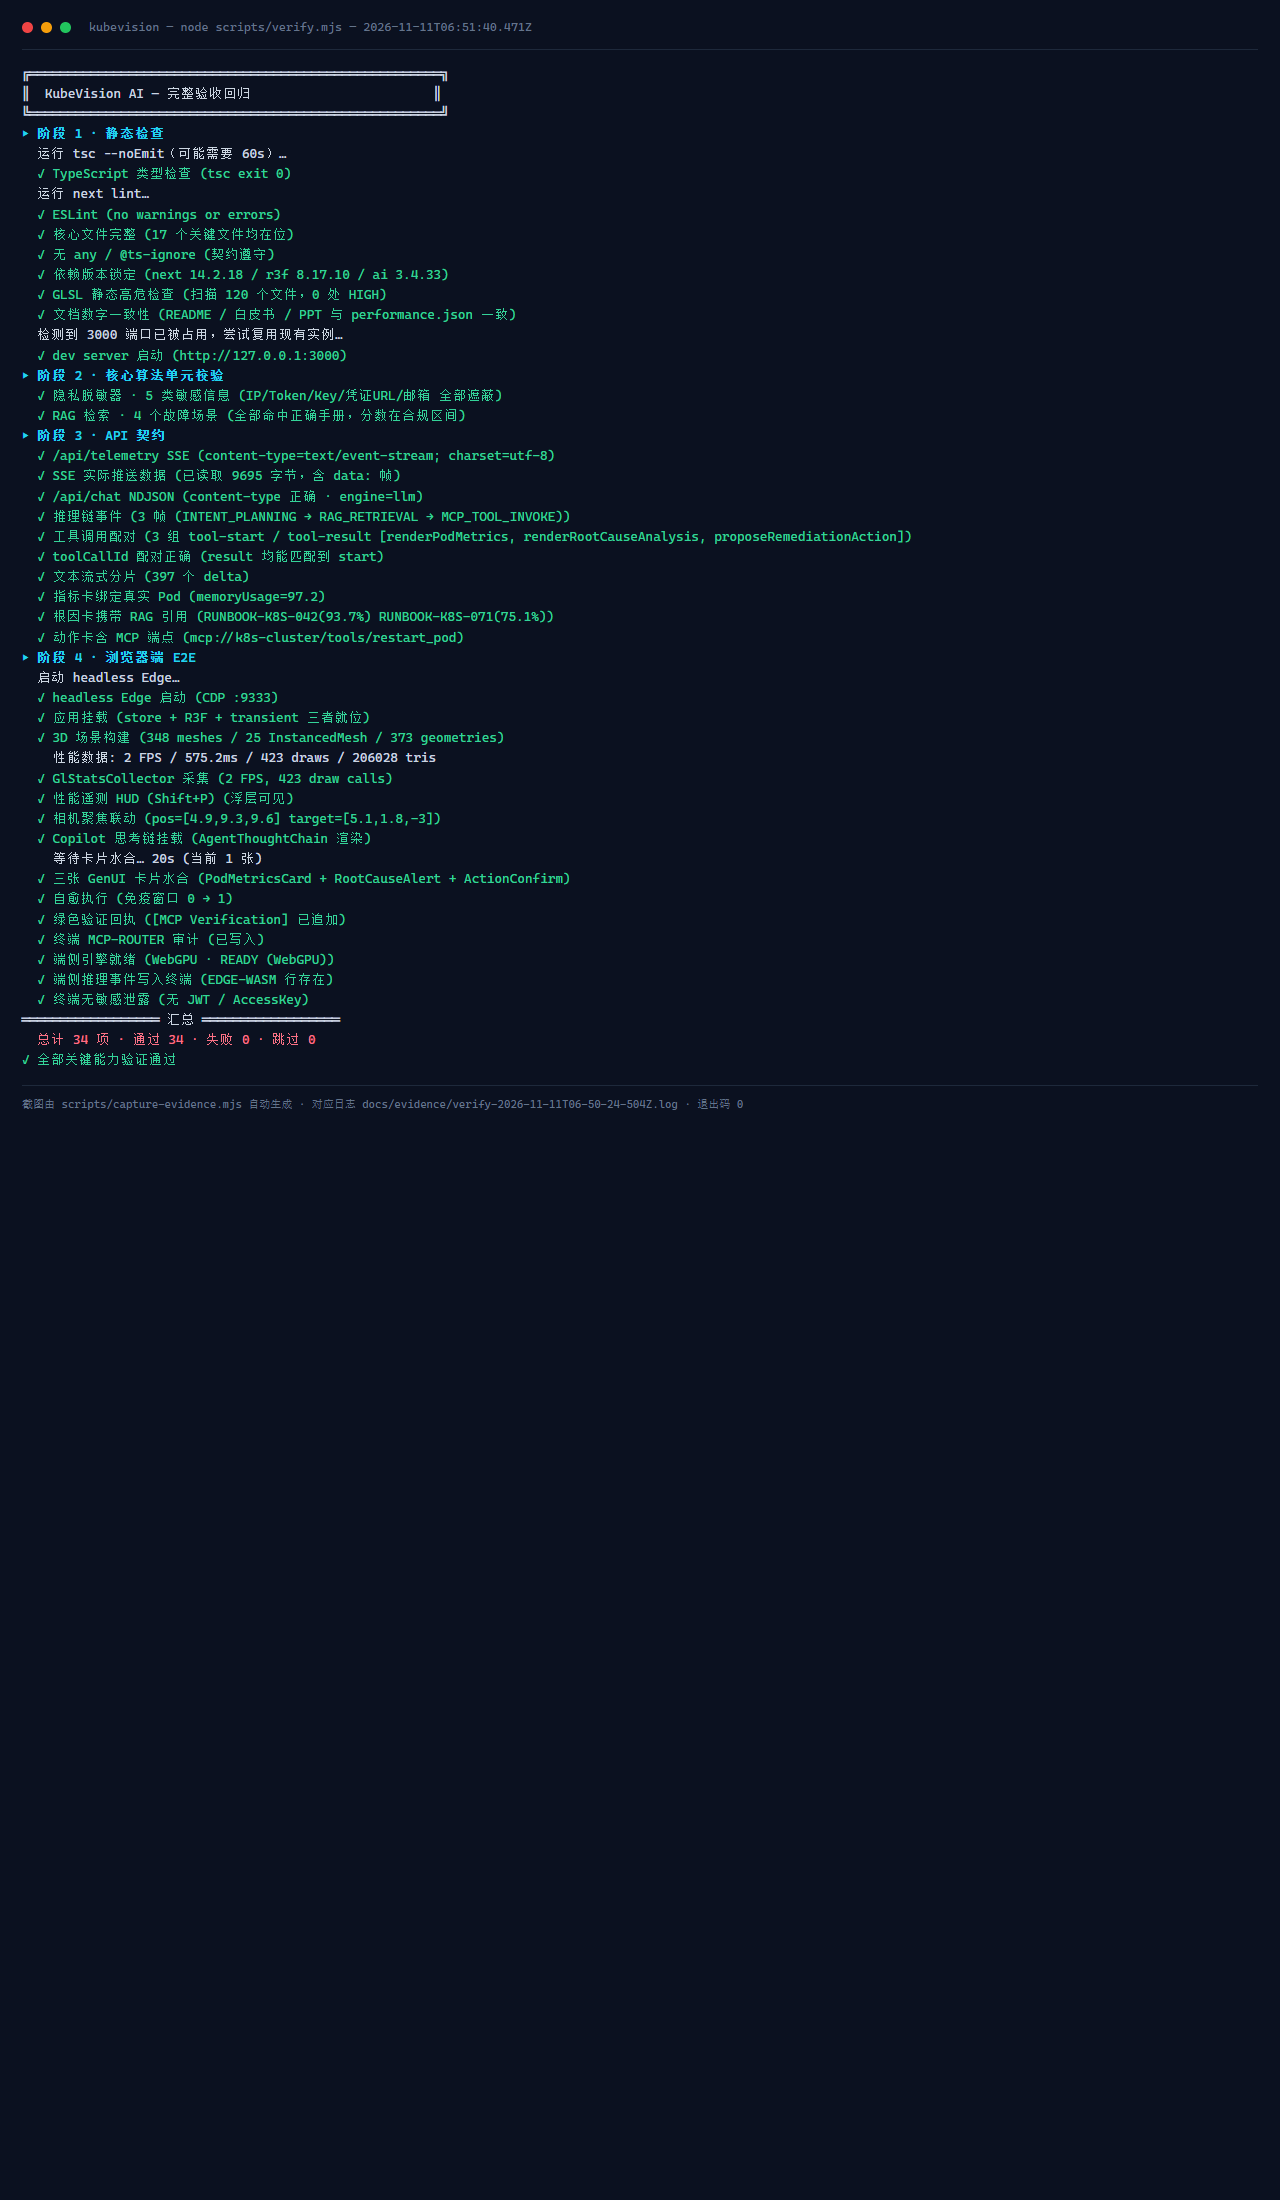 kubevision — node scripts/verify.mjs — 2026-11-11T06:51:40.471Z
╔══════════════════════════════════════════════════════╗
║  KubeVision AI — 完整验收回归                        ║
╚══════════════════════════════════════════════════════╝
▶ 阶段 1 · 静态检查
运行 tsc --noEmit（可能需要 60s）…
✓ TypeScript 类型检查 (tsc exit 0)
运行 next lint…
✓ ESLint (no warnings or errors)
✓ 核心文件完整 (17 个关键文件均在位)
✓ 无 any / @ts-ignore (契约遵守)
✓ 依赖版本锁定 (next 14.2.18 / r3f 8.17.10 / ai 3.4.33)
✓ GLSL 静态高危检查 (扫描 120 个文件，0 处 HIGH)
✓ 文档数字一致性 (README / 白皮书 / PPT 与 performance.json 一致)
检测到 3000 端口已被占用，尝试复用现有实例…
✓ dev server 启动 (http://127.0.0.1:3000)
▶ 阶段 2 · 核心算法单元校验
✓ 隐私脱敏器 · 5 类敏感信息 (IP/Token/Key/凭证URL/邮箱 全部遮蔽)
✓ RAG 检索 · 4 个故障场景 (全部命中正确手册，分数在合规区间)
▶ 阶段 3 · API 契约
✓ /api/telemetry SSE (content-type=text/event-stream; charset=utf-8)
✓ SSE 实际推送数据 (已读取 9695 字节，含 data: 帧)
✓ /api/chat NDJSON (content-type 正确 · engine=llm)
✓ 推理链事件 (3 帧 (INTENT_PLANNING → RAG_RETRIEVAL → MCP_TOOL_INVOKE))
✓ 工具调用配对 (3 组 tool-start / tool-result [renderPodMetrics, renderRootCauseAnalysis, proposeRemediationAction])
✓ toolCallId 配对正确 (result 均能匹配到 start)
✓ 文本流式分片 (397 个 delta)
✓ 指标卡绑定真实 Pod (memoryUsage=97.2)
✓ 根因卡携带 RAG 引用 (RUNBOOK-K8S-042(93.7%) RUNBOOK-K8S-071(75.1%))
✓ 动作卡含 MCP 端点 (mcp://k8s-cluster/tools/restart_pod)
▶ 阶段 4 · 浏览器端 E2E
启动 headless Edge…
✓ headless Edge 启动 (CDP :9333)
✓ 应用挂载 (store + R3F + transient 三者就位)
✓ 3D 场景构建 (348 meshes / 25 InstancedMesh / 373 geometries)
性能数据: 2 FPS / 575.2ms / 423 draws / 206028 tris
✓ GlStatsCollector 采集 (2 FPS, 423 draw calls)
✓ 性能遥测 HUD (Shift+P) (浮层可见)
✓ 相机聚焦联动 (pos=[4.9,9.3,9.6] target=[5.1,1.8,-3])
✓ Copilot 思考链挂载 (AgentThoughtChain 渲染)
等待卡片水合… 20s (当前 1 张)
✓ 三张 GenUI 卡片水合 (PodMetricsCard + RootCauseAlert + ActionConfirm)
✓ 自愈执行 (免疫窗口 0 → 1)
✓ 绿色验证回执 ([MCP Verification] 已追加)
✓ 终端 MCP-ROUTER 审计 (已写入)
✓ 端侧引擎就绪 (WebGPU · READY (WebGPU))
✓ 端侧推理事件写入终端 (EDGE-WASM 行存在)
✓ 终端无敏感泄露 (无 JWT / AccessKey)
══════════════════ 汇总 ══════════════════
总计 34 项 · 通过 34 · 失败 0 · 跳过 0
✓ 全部关键能力验证通过
截图由 scripts/capture-evidence.mjs 自动生成 · 对应日志 docs/evidence/verify-2026-11-11T06-50-24-504Z.log · 退出码 0